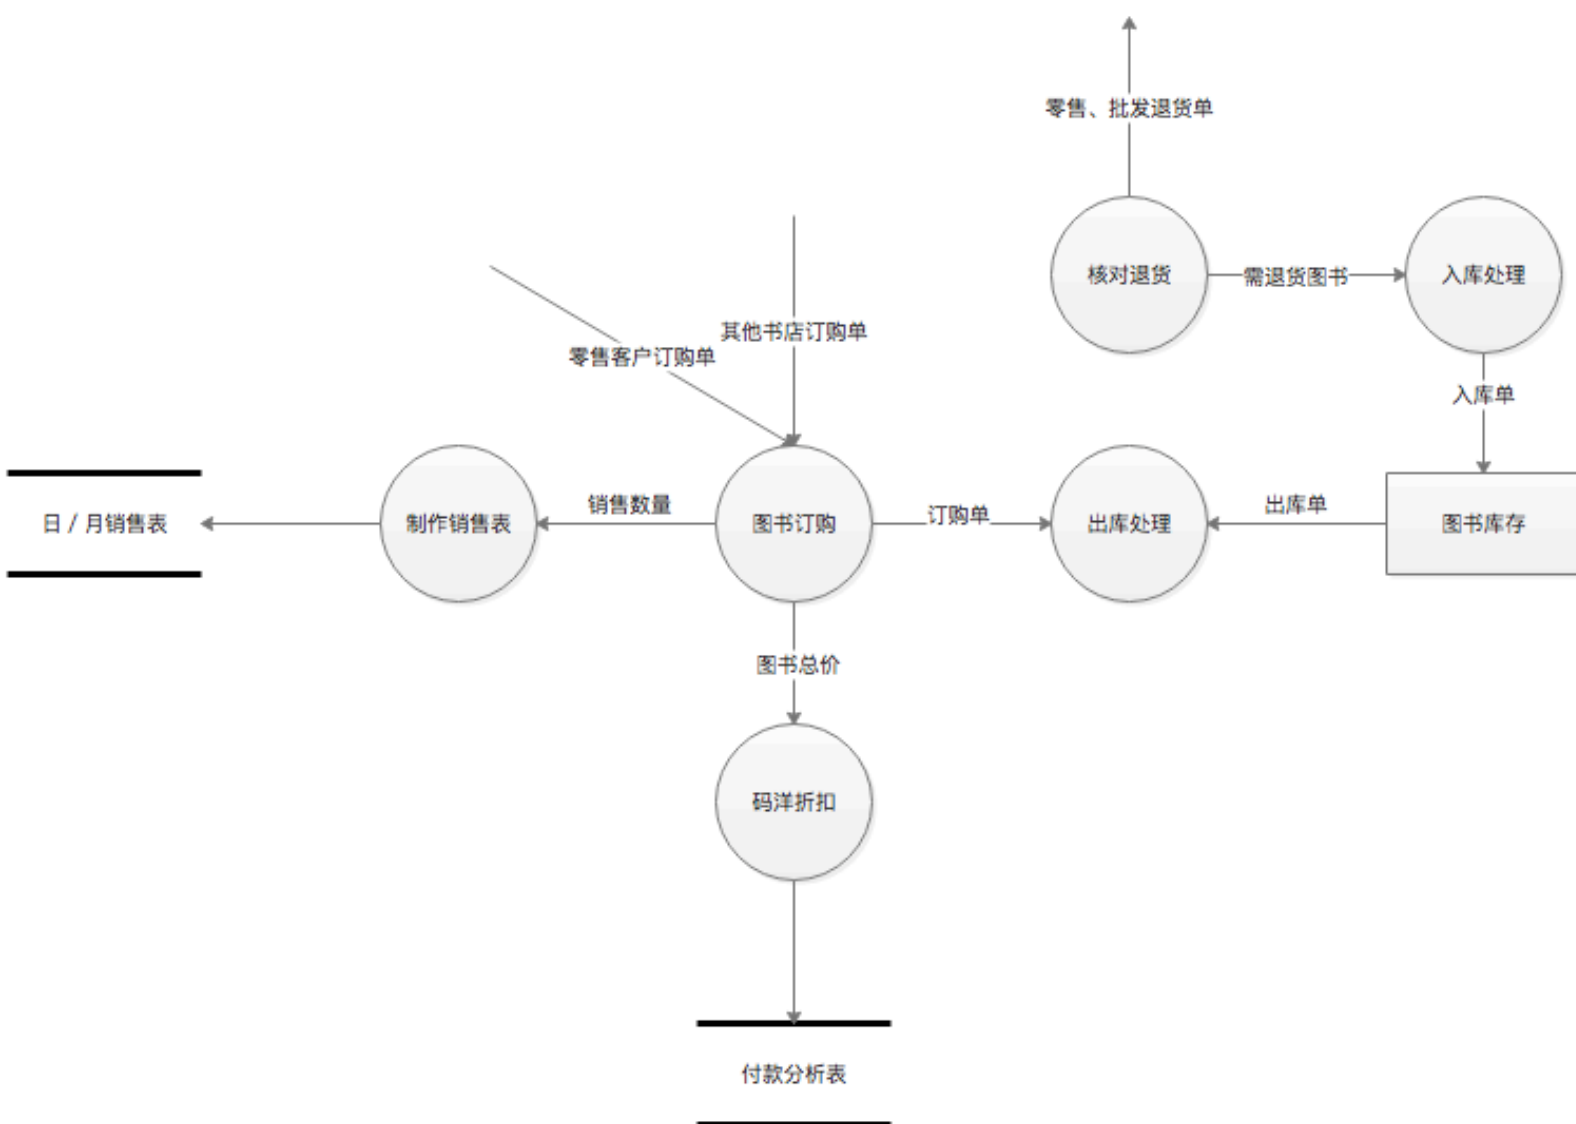 零售、批发退货单
核对退货
需退货图书
入库处理
其他书店订购单
零售客户订购单
入库单
日 / 月销售表
制作销售表
销售数量
图书订购
订购单
出库处理
出库单
图书库存
图书总价
码洋折扣
付款分析表